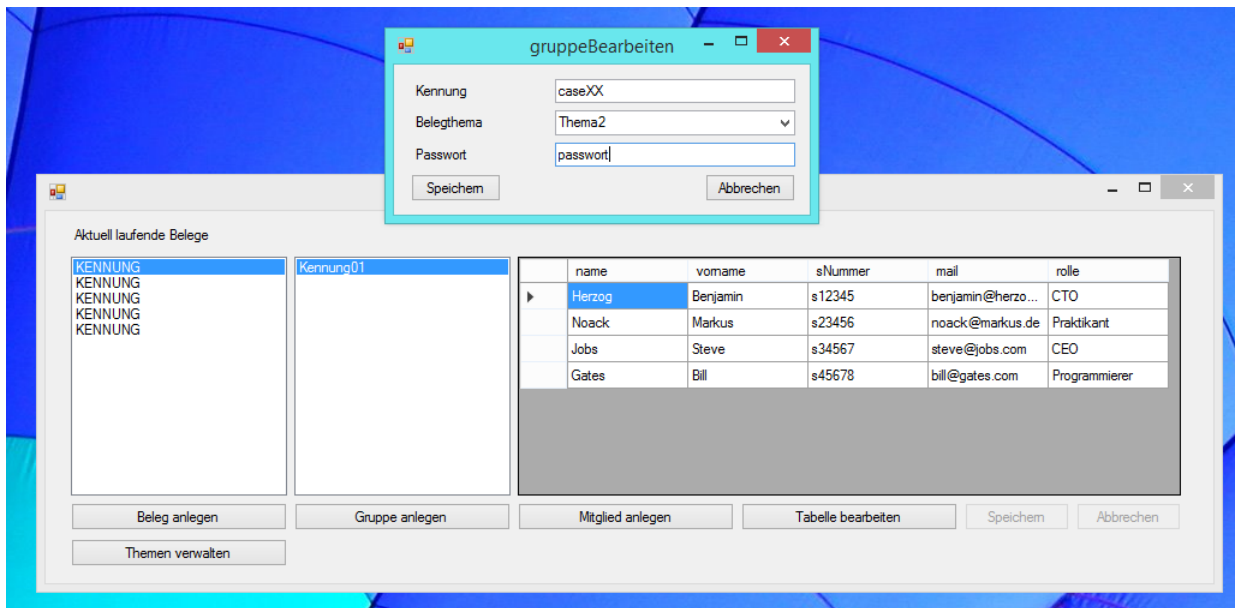 gruppeBearbeiten
Kennung caseXX
Belegthema Thema2
Passwort passwort
Speichern Abbrechen
Aktuell laufende Belege
KENNUNG
KENNUNG
KENNUNG
KENNUNG
KENNUNG
Kennung01
name vorname sNummer mail rolle
Herzog Benjamin s12345 benjamin@herzo... CTO
Noack Markus s23456 noack@markus.de Praktikant
Jobs Steve s34567 steve@jobs.com CEO
Gates Bill s45678 bill@gates.com Programmierer
Beleg anlegen Gruppe anlegen Mitglied anlegen Tabelle bearbeiten Speichern Abbrechen
Themen verwalten